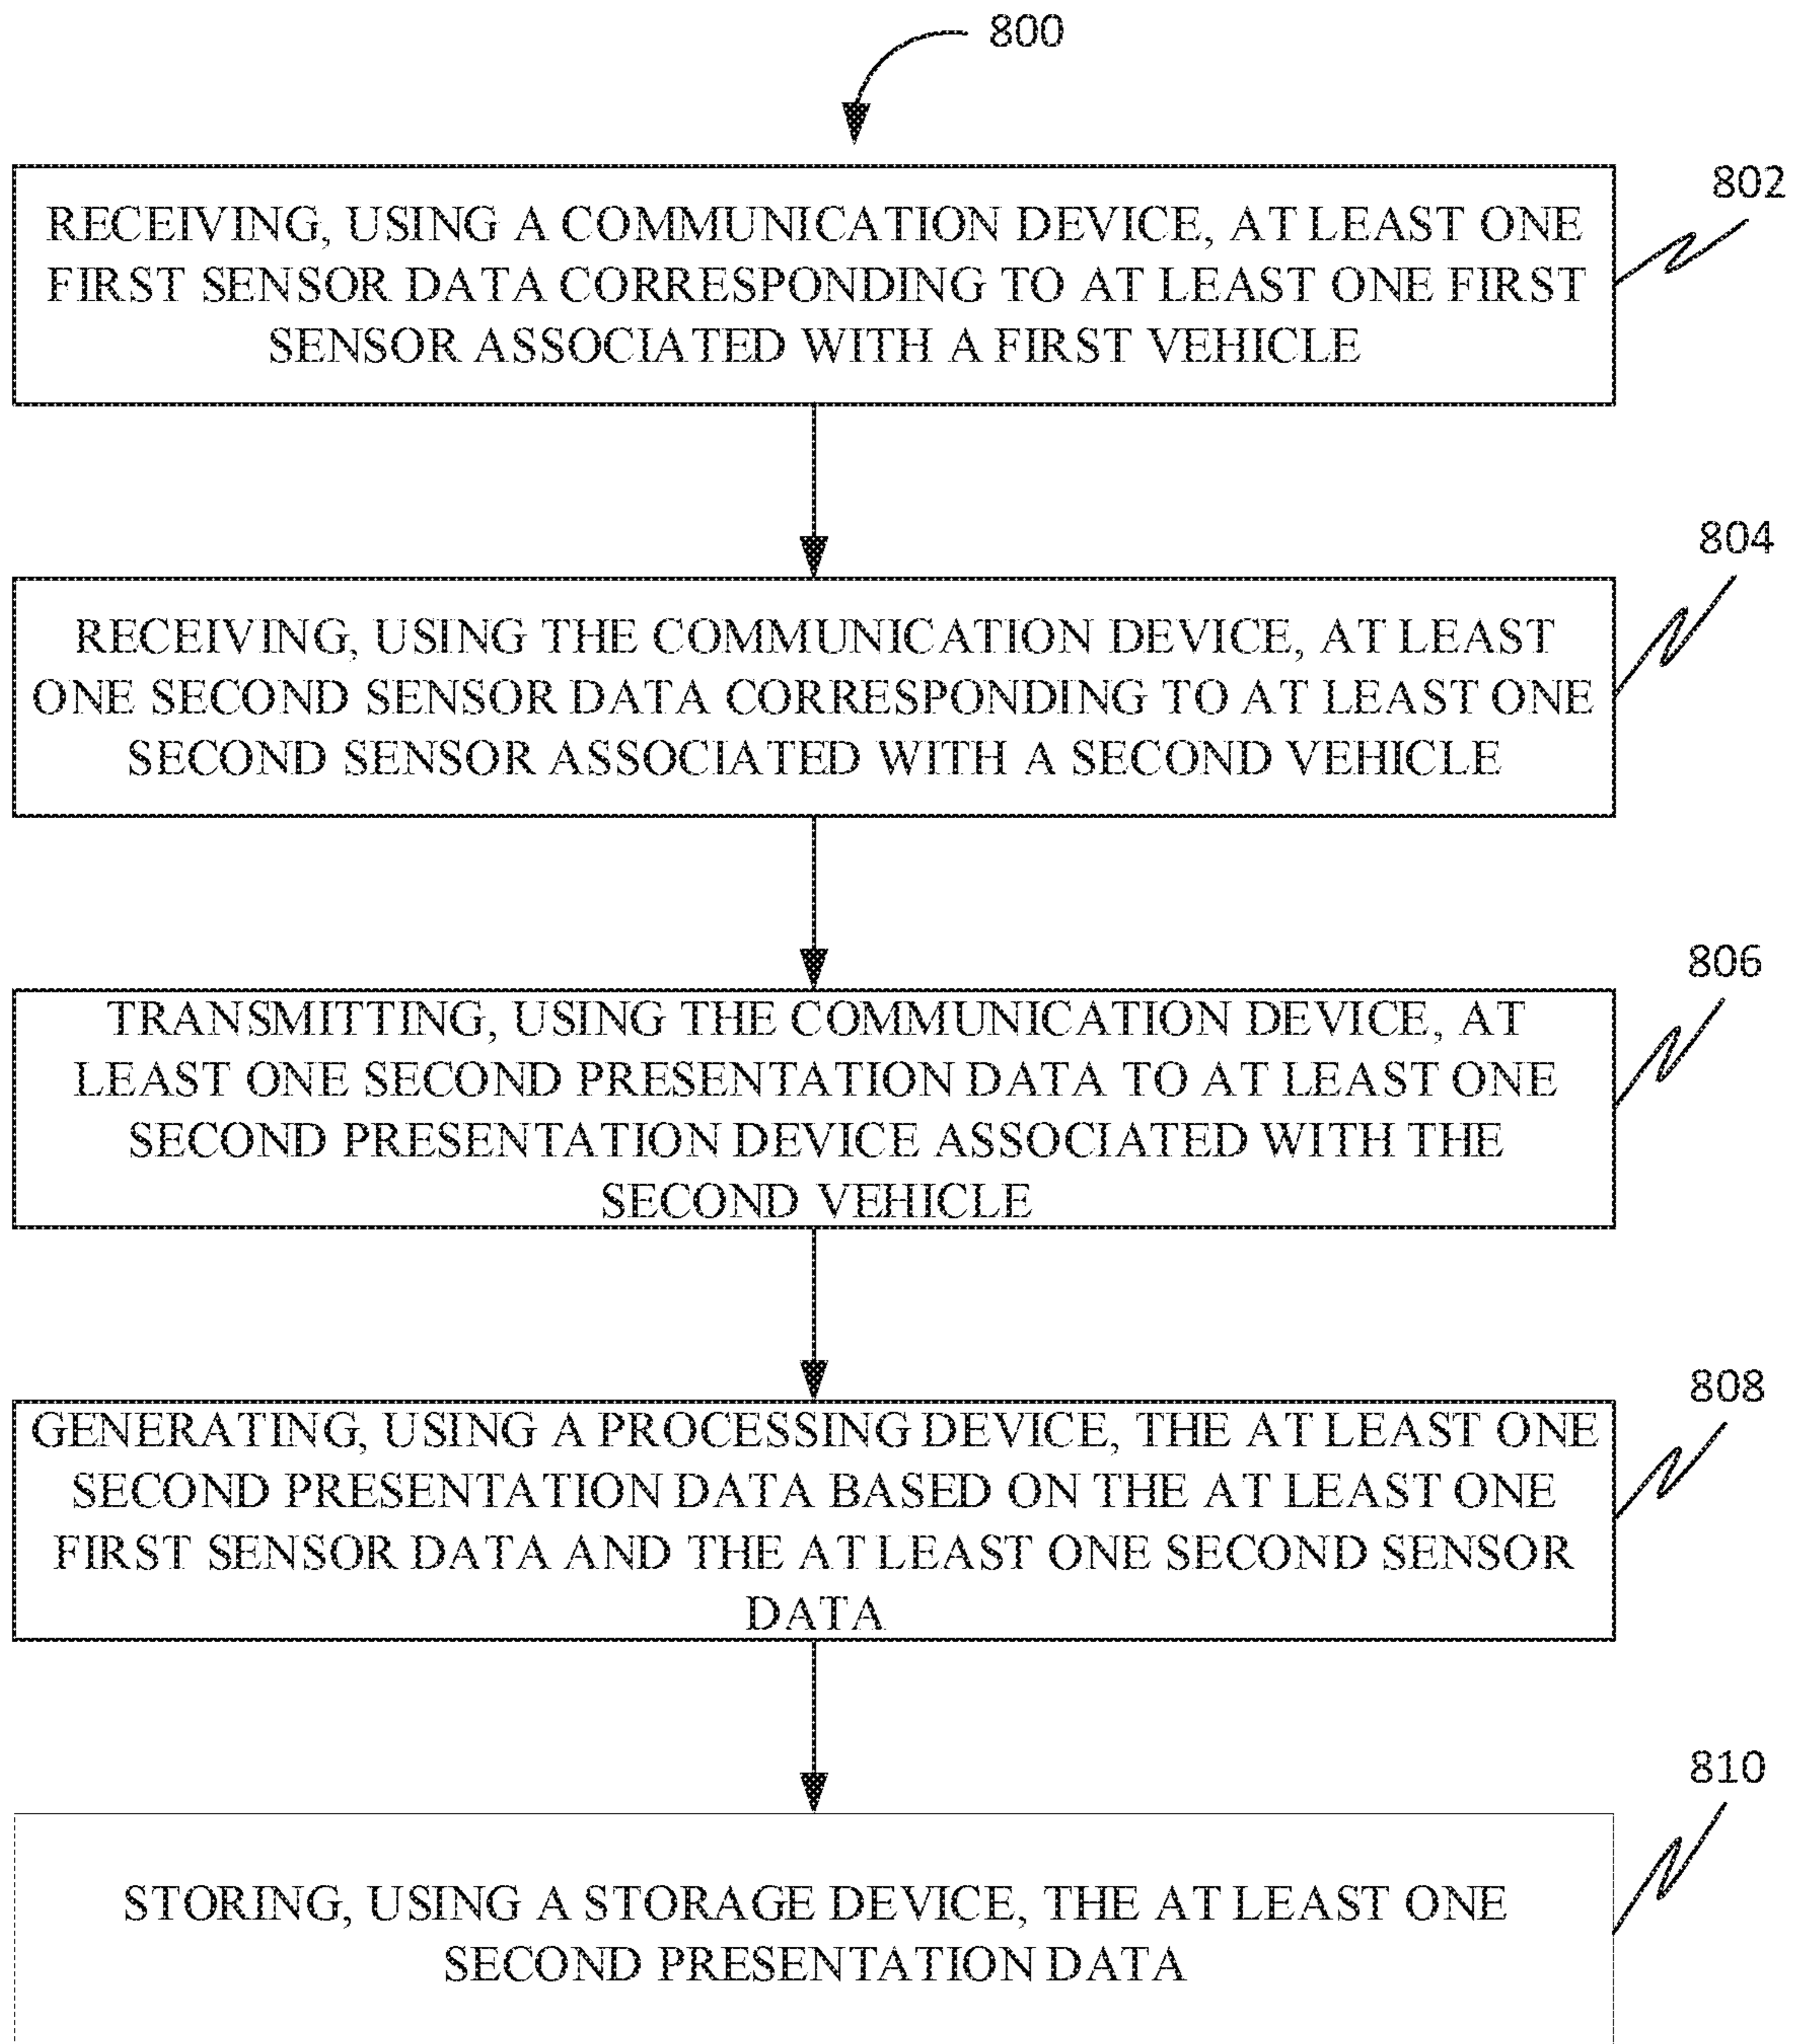 800
802
RECEIVING, USING A COMMUNICATION DEVICE, AT LEAST ONE
FIRST SENSOR DATA CORRESPONDING TO AT LEAST ONE FIRST
SENSOR ASSOCIATED WITH A FIRST VEHICLE
804
RECEIVING, USING THE COMMUNICATION DEVICE, AT LEAST
ONE SECOND SENSOR DATA CORRESPONDING TO AT LEAST ONE
SECOND SENSOR ASSOCIATED WITH A SECOND VEHICLE
806
TRANSMITTING, USING THE COMMUNICATION DEVICE, AT
LEAST ONE SECOND PRESENTATION DATA TO AT LEAST ONE
SECOND PRESENTATION DEVICE ASSOCIATED WITH THE
SECOND VEHICLE
808
GENERATING, USING A PROCESSING DEVICE, THE AT LEAST ONE
SECOND PRESENTATION DATA BASED ON THE AT LEAST ONE
FIRST SENSOR DATA AND THE AT LEAST ONE SECOND SENSOR
DATA
810
STORING, USING A STORAGE DEVICE, THE AT LEAST ONE
SECOND PRESENTATION DATA